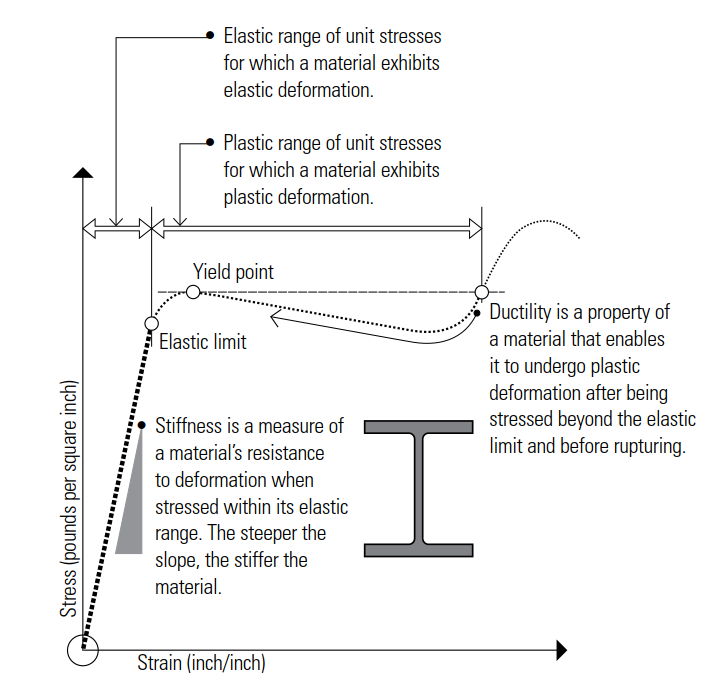 Elastic range of unit stresses
for which a material exhibits
elastic deformation.
Plastic range of unit stresses
for which a material exhibits
plastic deformation.
Yield point
Elastic limit
Ductility is a property of
a material that enables
it to undergo plastic
deformation after being
stressed beyond the elastic
limit and before rupturing.
Stiffness is a measure of
a material’s resistance
to deformation when
stressed within its elastic
range. The steeper the
slope, the stiffer the
material.
Stress (pounds per square inch)
Strain (inch/inch)